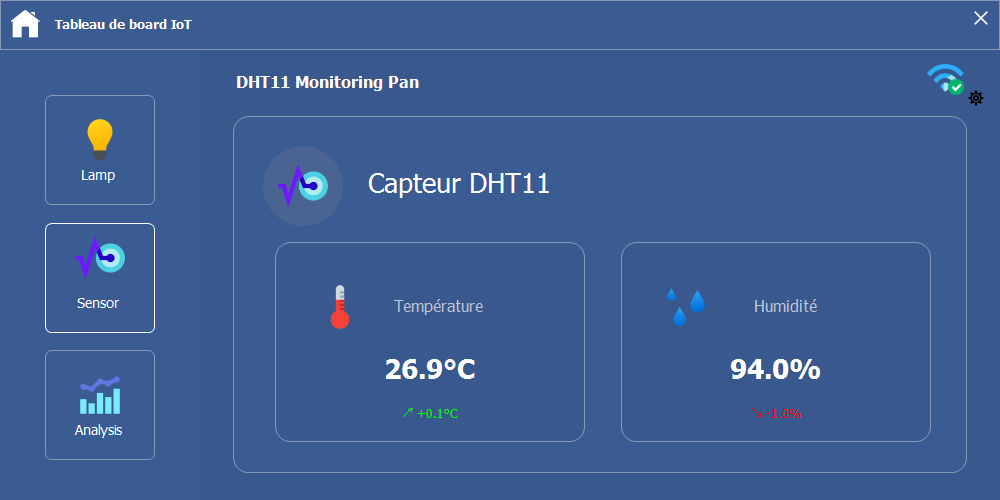 Tableau de board IoT
DHT11 Monitoring Pan
Lamp
Capteur DHT11
Sensor
Température
Humidité
26.9°C
94.0%
+0.1°C
-1.0%
Analysis